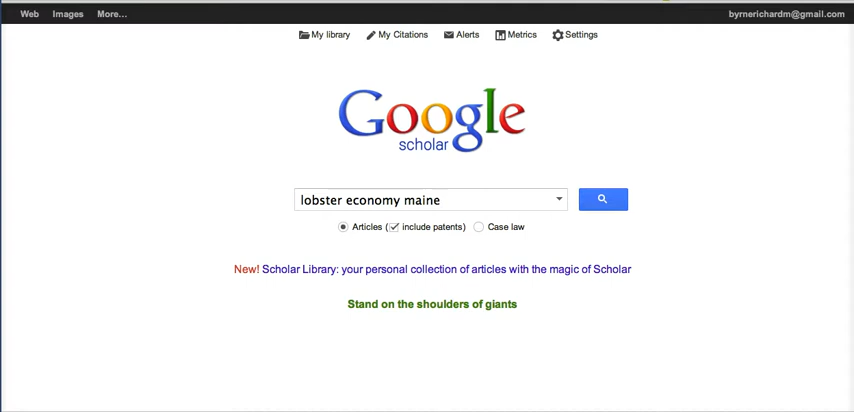 Web Images More... byrnerichardm@gmail.com
My library My Citations Alerts Metrics Settings
Google
scholar
lobster economy maine
Articles (include patents) Case law
New! Scholar Library: your personal collection of articles with the magic of Scholar
Stand on the shoulders of giants